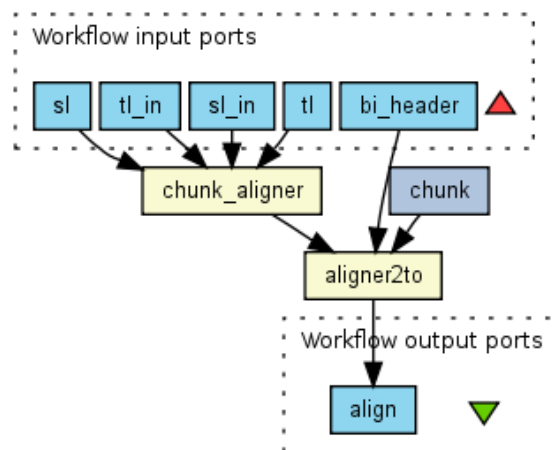 Workflow input ports
sl
tl_in
sl_in
tl
bi_header
chunk_aligner
chunk
aligner2to
Workflow output ports
align